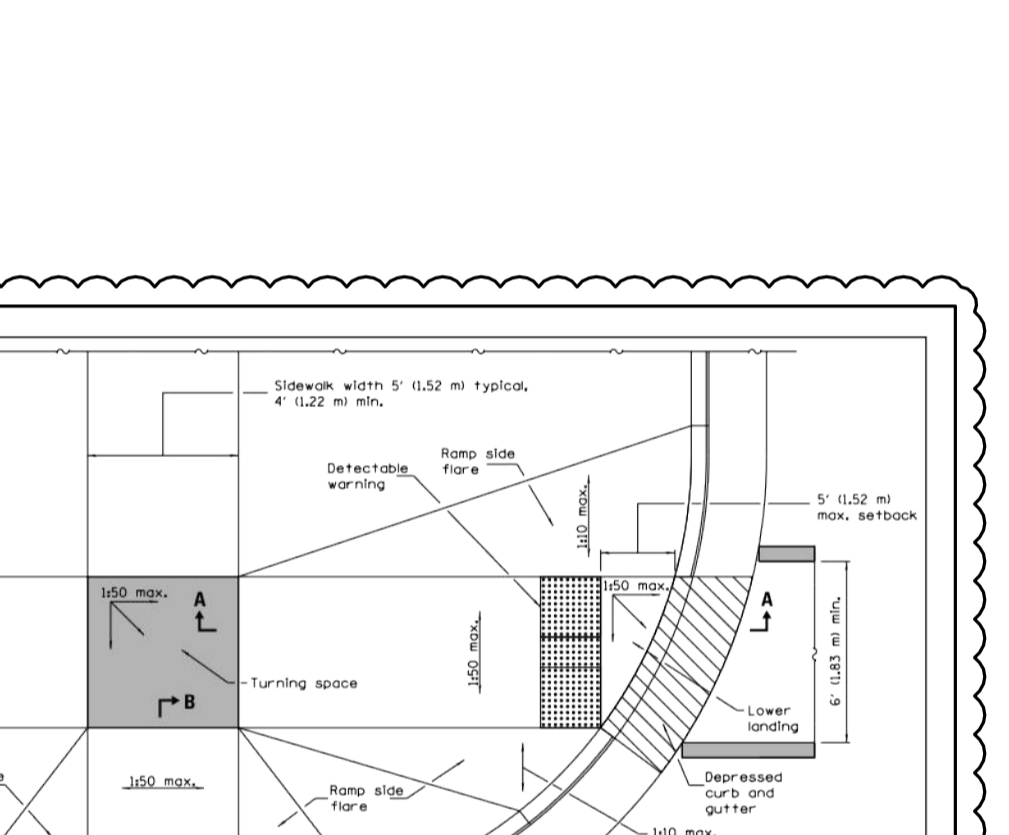 Sidewalk width 5' (1.52 m) typical,
4' (1.22 m) min.
Ramp side
flare
Detectable
warning
1:10 max.
5' (1.52 m)
max. setback
1:50 max.
A
1:50 max.
A
1:50 max.
6' (1.83 m) min.
Turning space
B
Lower
landing
1:50 max.
Ramp side
flare
Depressed
curb and
gutter
1:10 max.